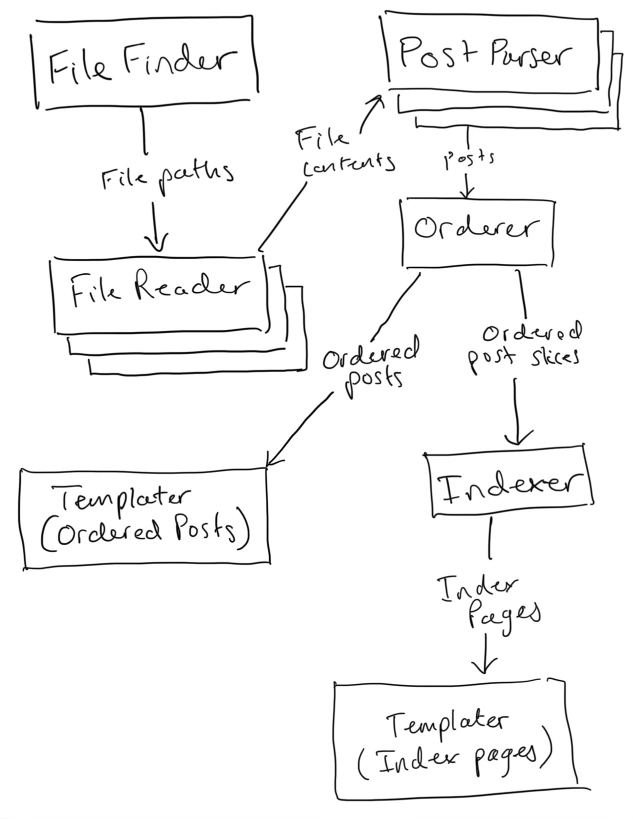 File Finder
File paths
File Reader
File
contents
Post Parser
posts
Orderer
Ordered
posts
Ordered
post slices
Templater
(Ordered Posts)
Indexer
Index
Pages
Templater
(Index pages)